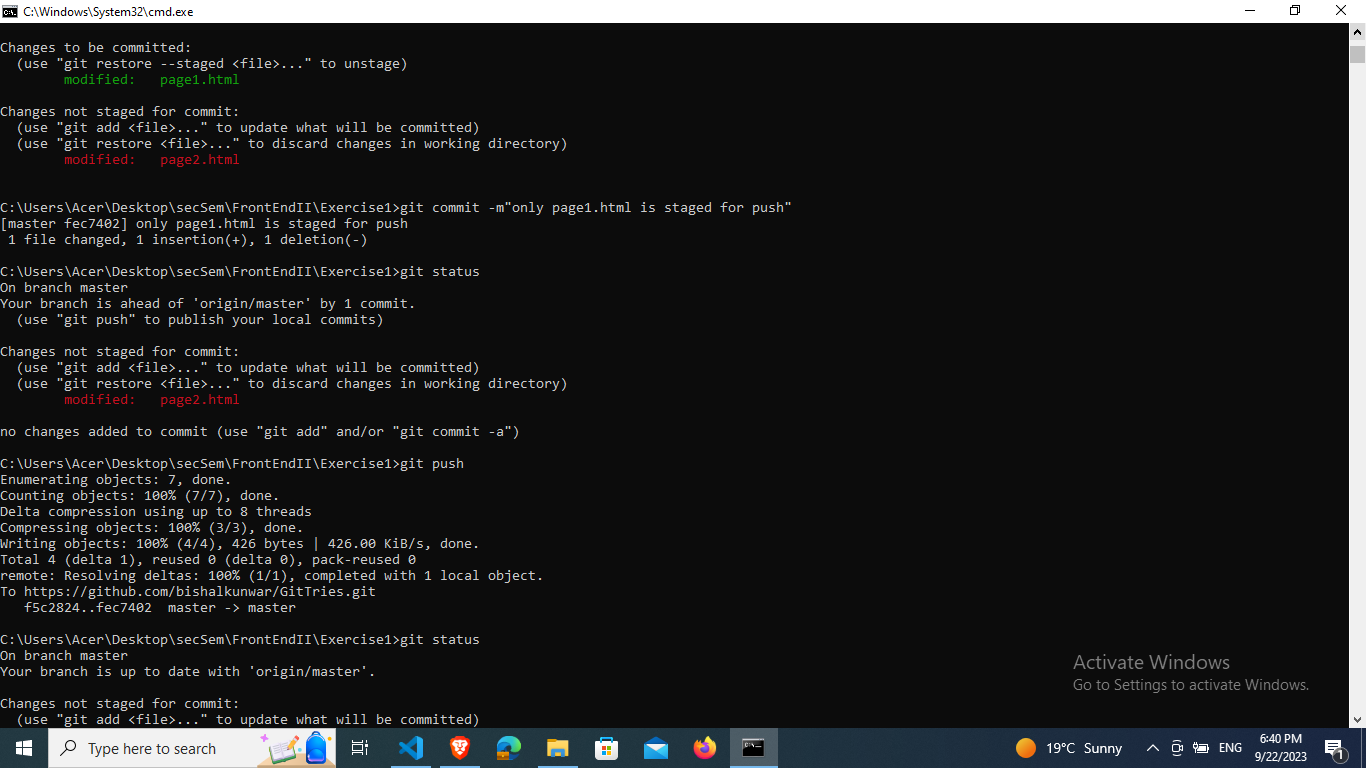 C:\Windows\System32\cmd.exe
Changes to be committed:
  (use "git restore --staged <file>..." to unstage)
        modified:   page1.html
Changes not staged for commit:
  (use "git add <file>..." to update what will be committed)
  (use "git restore <file>..." to discard changes in working directory)
        modified:   page2.html
C:\Users\Acer\Desktop\secSem\FrontEndII\Exercise1>git commit -m"only page1.html is staged for push"
[master fec7402] only page1.html is staged for push
 1 file changed, 1 insertion(+), 1 deletion(-)
C:\Users\Acer\Desktop\secSem\FrontEndII\Exercise1>git status
On branch master
Your branch is ahead of 'origin/master' by 1 commit.
  (use "git push" to publish your local commits)
Changes not staged for commit:
  (use "git add <file>..." to update what will be committed)
  (use "git restore <file>..." to discard changes in working directory)
        modified:   page2.html
no changes added to commit (use "git add" and/or "git commit -a")
C:\Users\Acer\Desktop\secSem\FrontEndII\Exercise1>git push
Enumerating objects: 7, done.
Counting objects: 100% (7/7), done.
Delta compression using up to 8 threads
Compressing objects: 100% (3/3), done.
Writing objects: 100% (4/4), 426 bytes | 426.00 KiB/s, done.
Total 4 (delta 1), reused 0 (delta 0), pack-reused 0
remote: Resolving deltas: 100% (1/1), completed with 1 local object.
To https://github.com/bishalkunwar/GitTries.git
   f5c2824..fec7402  master -> master
C:\Users\Acer\Desktop\secSem\FrontEndII\Exercise1>git status
On branch master
Your branch is up to date with 'origin/master'.
Changes not staged for commit:
  (use "git add <file>..." to update what will be committed)
Activate Windows
Go to Settings to activate Windows.
Type here to search
19°C Sunny
ENG
6:40 PM
9/22/2023
1